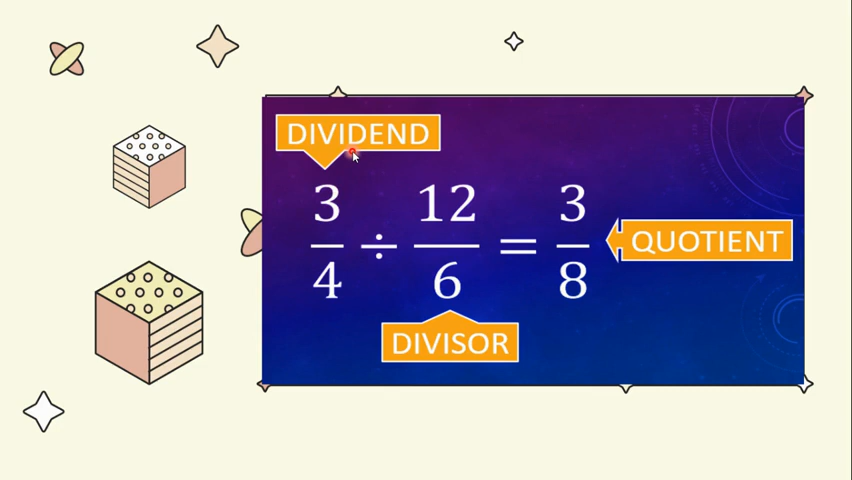 DIVIDEND
3/4 ÷ 12/6 = 3/8
QUOTIENT
DIVISOR